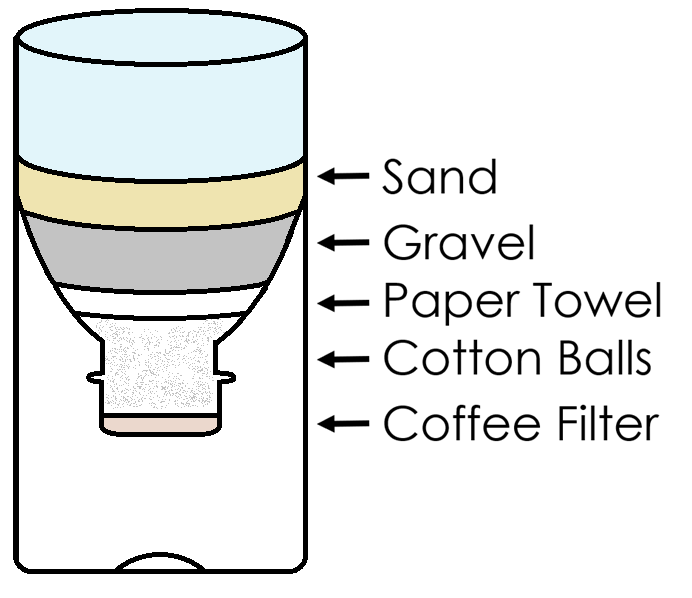 Sand
Gravel
Paper Towel
Cotton Balls
Coffee Filter